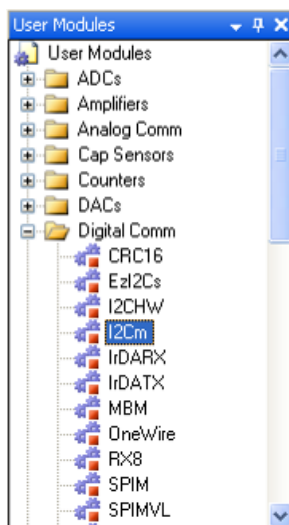 User Modules
User Modules
ADCs
Amplifiers
Analog Comm
Cap Sensors
Counters
DACs
Digital Comm
CRC16
EzI2Cs
I2CHW
I2Cm
IrDARX
IrDATX
MBM
OneWire
RX8
SPIM
SPIMVL